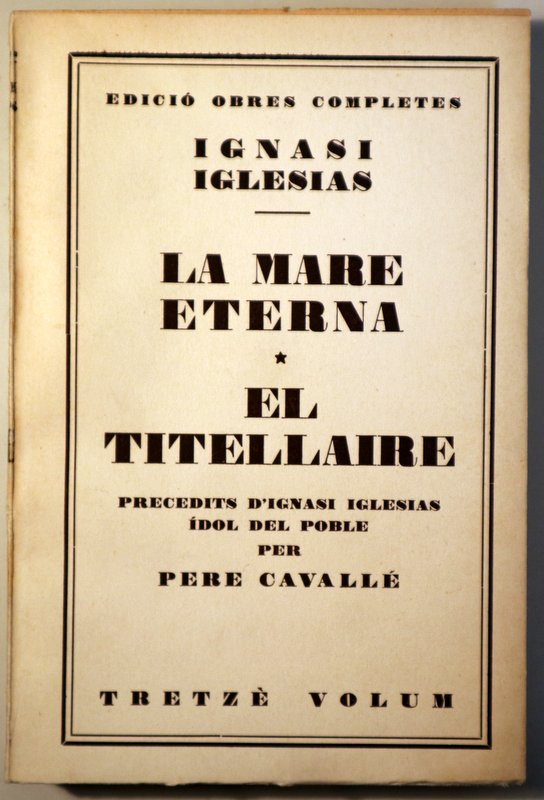 EDICIÓ OBRES COMPLETES
IGNASI
IGLESIAS
LA MARE
ETERNA
★
EL
TITELLAIRE
PRECEDITS D'IGNASI IGLESIAS
ÍDOL DEL POBLE
PER
PERE CAVALLÉ
TRETZÈ VOLUM